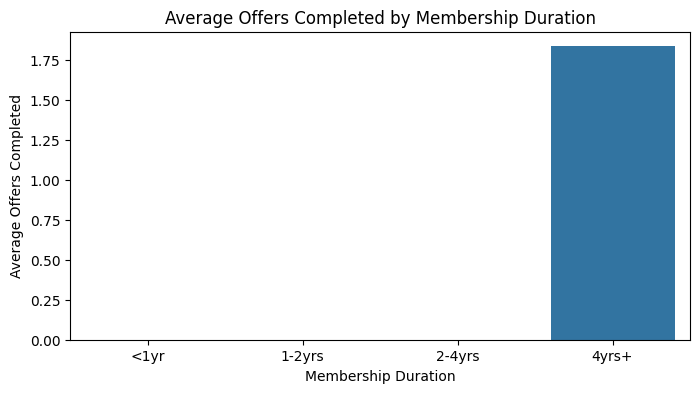 Average Offers Completed by Membership Duration
Average Offers Completed
1.75
1.50
1.25
1.00
0.75
0.50
0.25
0.00
<1yr
1-2yrs
2-4yrs
4yrs+
Membership Duration